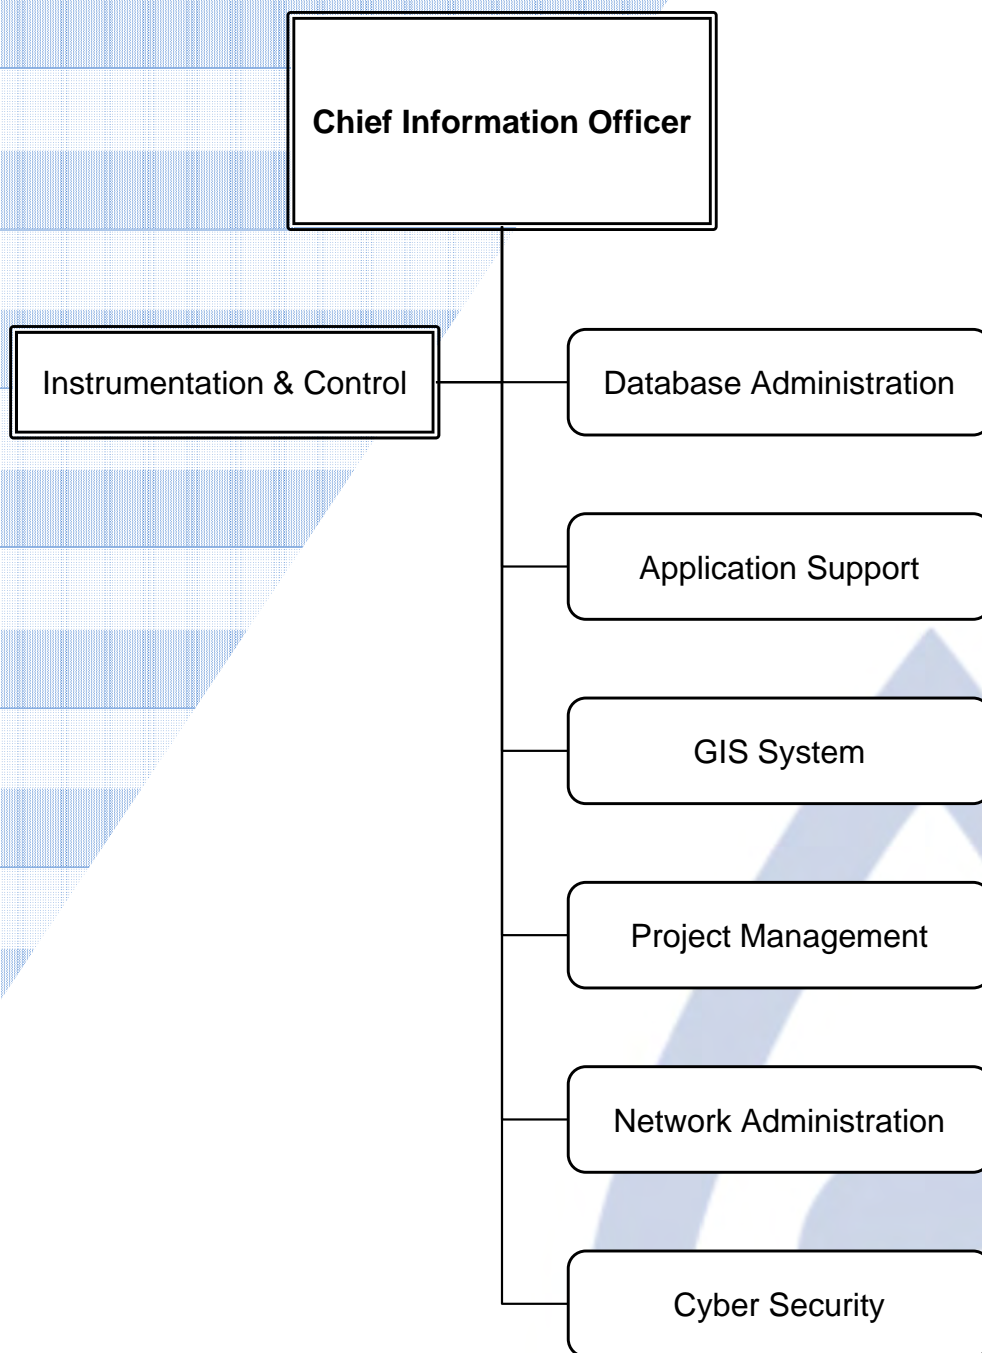 Chief Information Officer
Instrumentation & Control
Database Administration
Application Support
GIS System
Project Management
Network Administration
Cyber Security